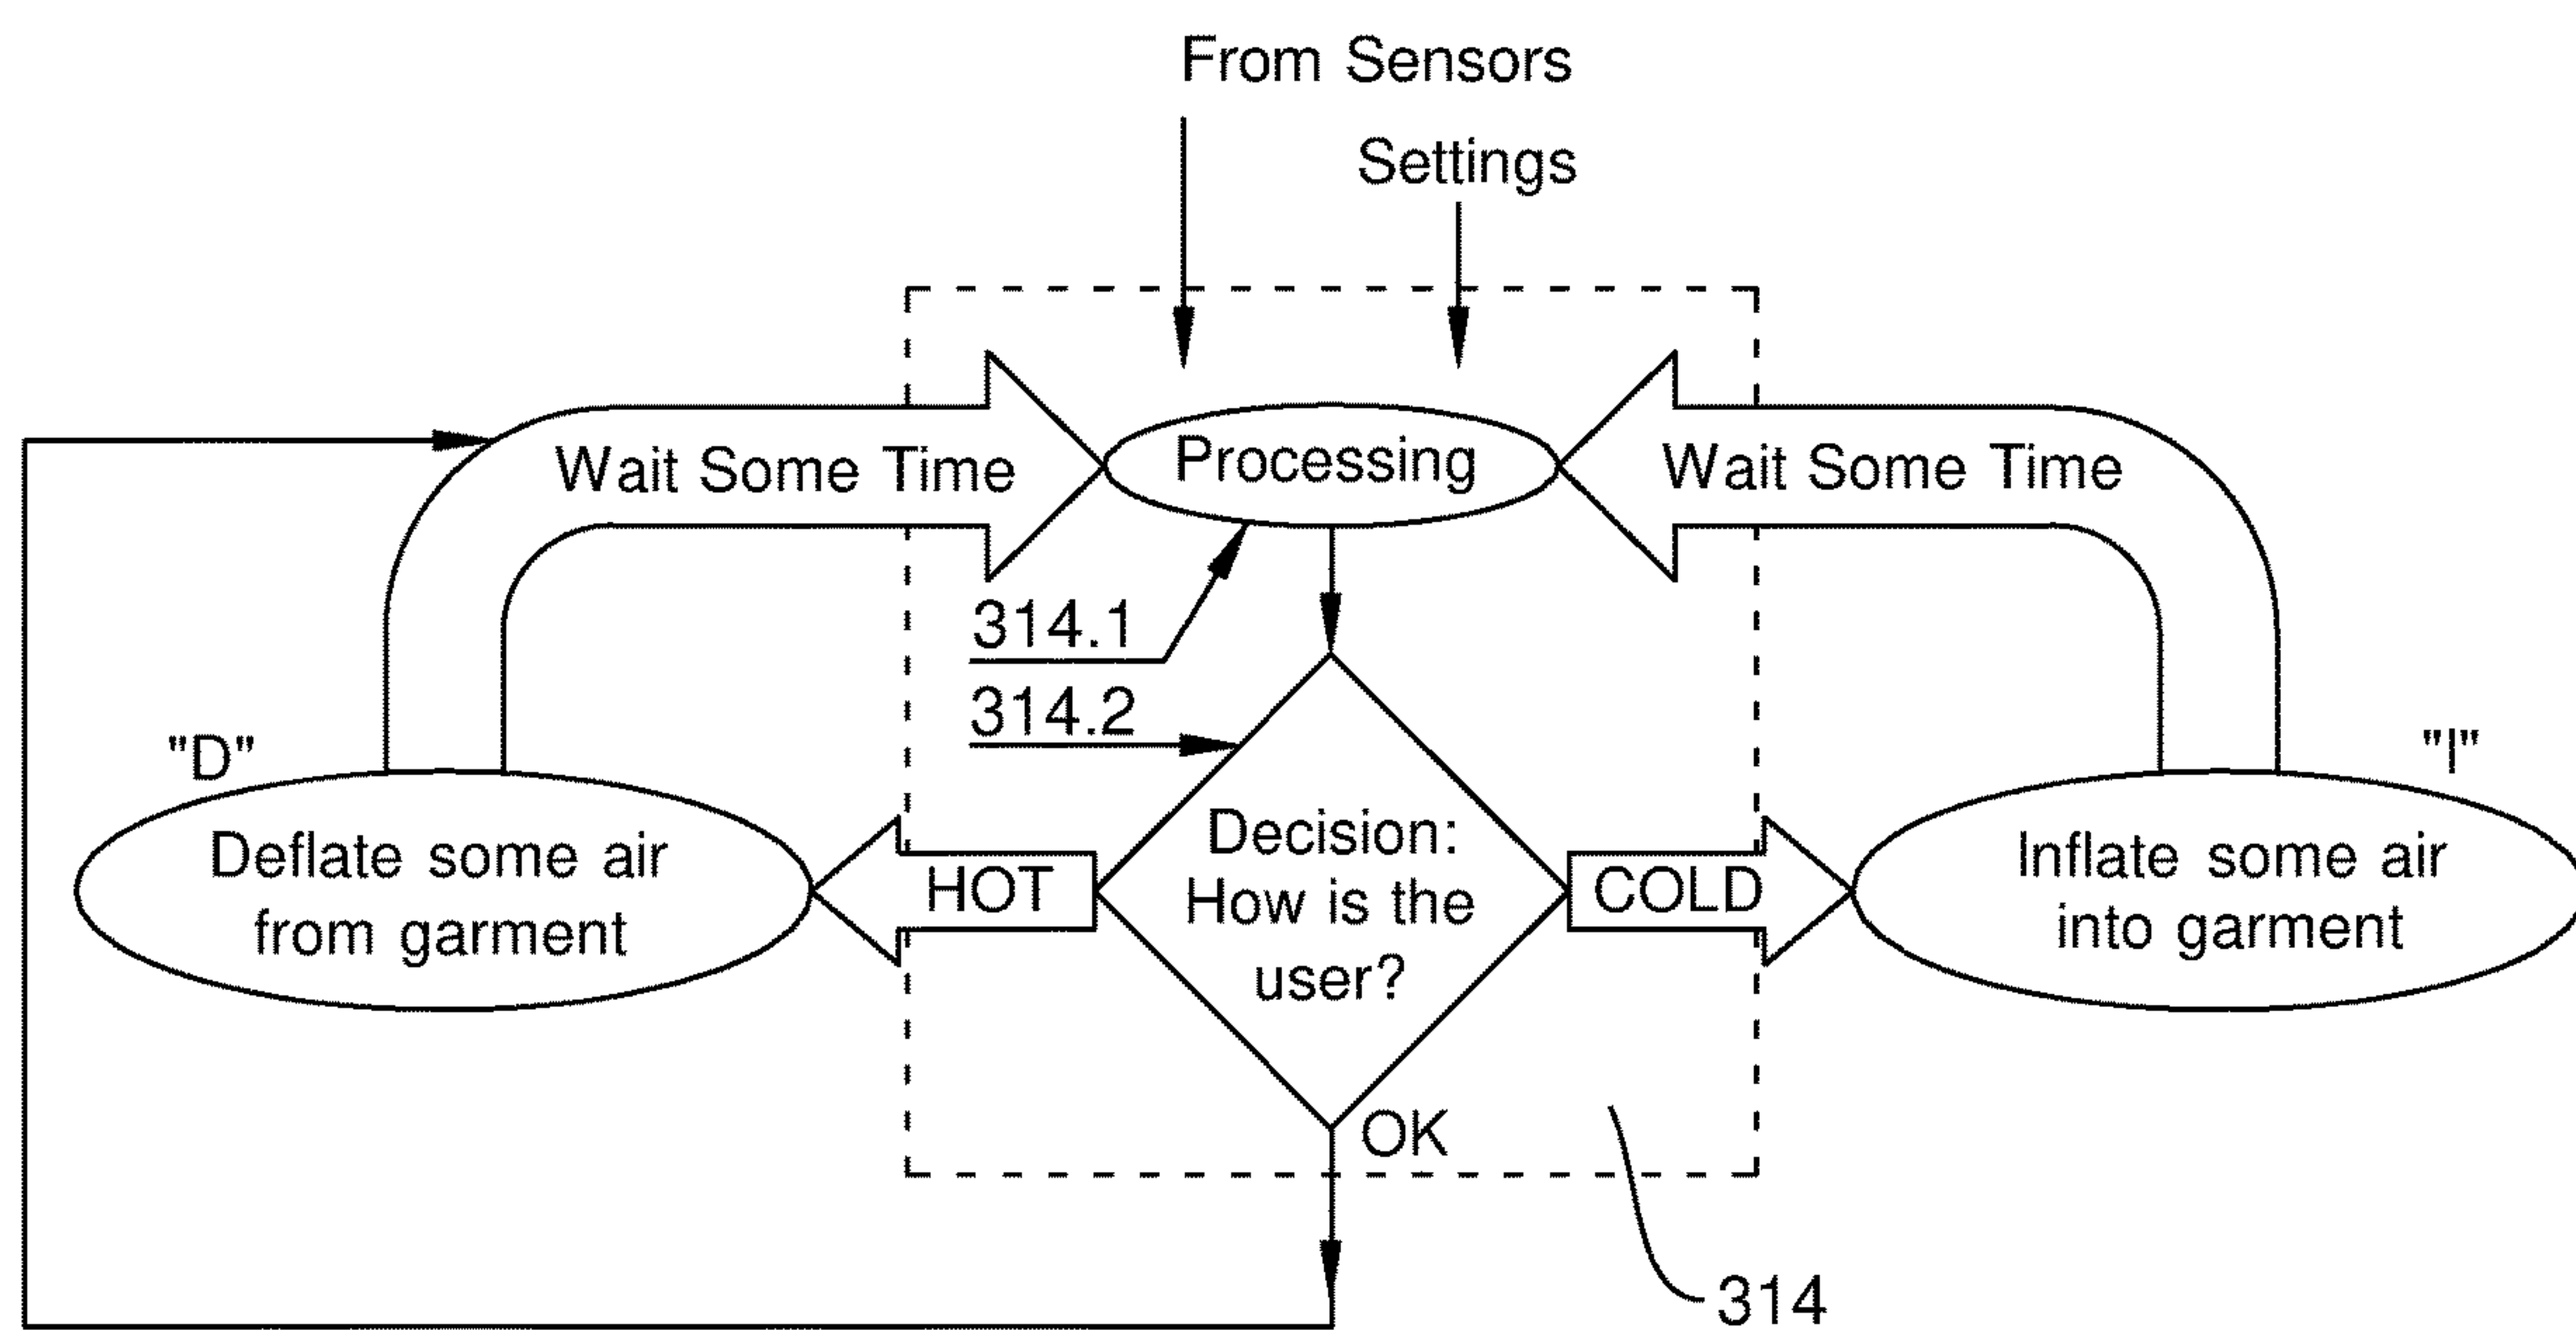 From Sensors
Settings
Wait Some Time
Processing
Wait Some Time
314.1
314.2
"D"
"I"
Deflate some air
from garment
HOT
Decision:
How is the
user?
COLD
Inflate some air
into garment
OK
314